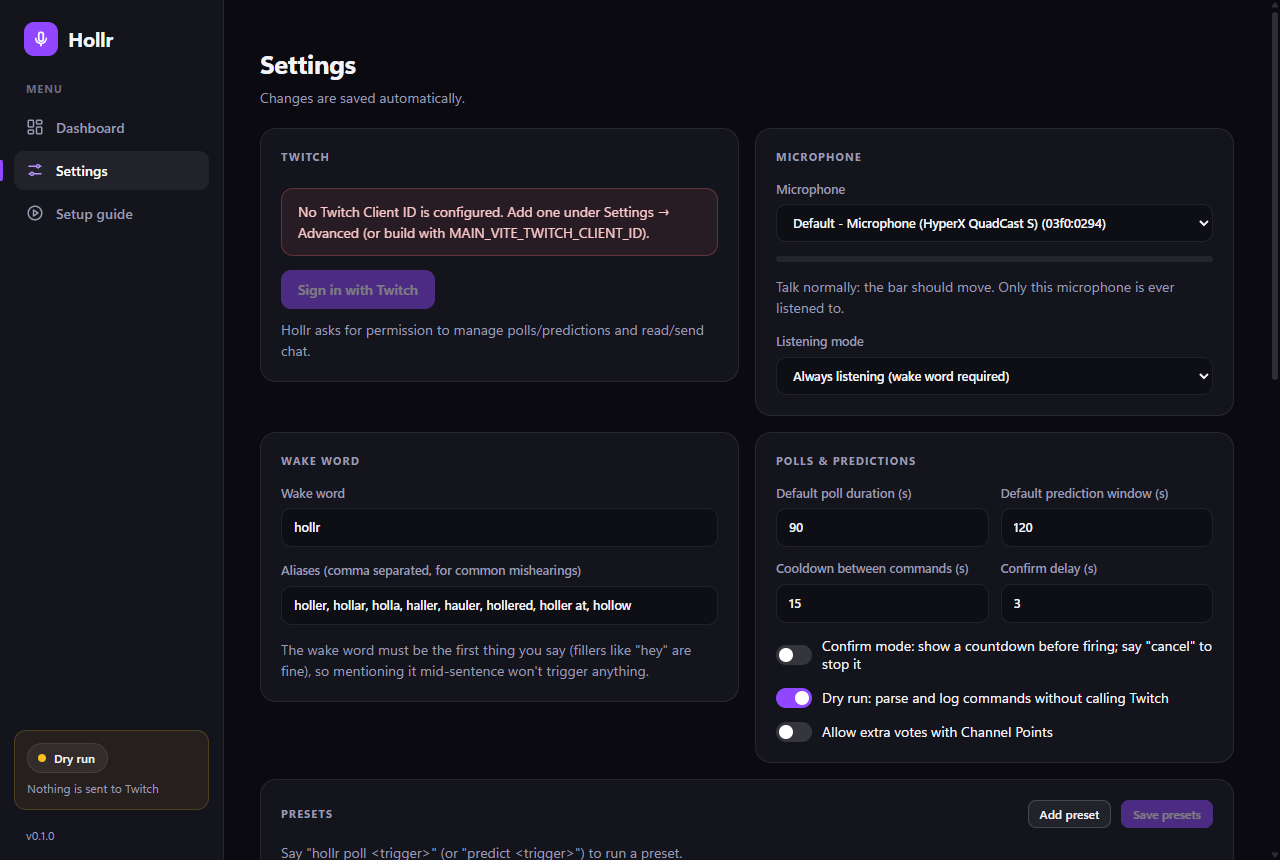 Hollr
MENU
Dashboard
Settings
Setup guide
Dry run
Nothing is sent to Twitch
v0.1.0
Settings
Changes are saved automatically.
TWITCH
No Twitch Client ID is configured. Add one under Settings →
Advanced (or build with MAIN_VITE_TWITCH_CLIENT_ID).
Sign in with Twitch
Hollr asks for permission to manage polls/predictions and read/send
chat.
MICROPHONE
Microphone
Default - Microphone (HyperX QuadCast S) (03f0:0294)
Talk normally: the bar should move. Only this microphone is ever
listened to.
Listening mode
Always listening (wake word required)
WAKE WORD
Wake word
hollr
Aliases (comma separated, for common mishearings)
holler, hollar, holla, haller, hauler, hollered, holler at, hollow
The wake word must be the first thing you say (fillers like "hey" are
fine), so mentioning it mid-sentence won't trigger anything.
POLLS & PREDICTIONS
Default poll duration (s)
Default prediction window (s)
90
120
Cooldown between commands (s)
Confirm delay (s)
15
3
Confirm mode: show a countdown before firing; say "cancel" to
stop it
Dry run: parse and log commands without calling Twitch
Allow extra votes with Channel Points
PRESETS
Add preset
Save presets
Say "hollr poll <trigger>" (or "predict <trigger>") to run a preset.